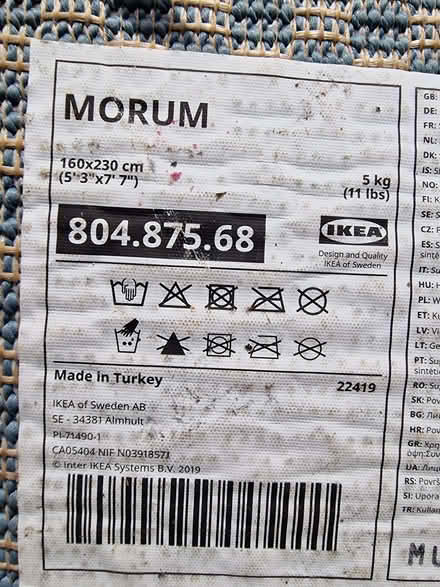 MORUM
160x230 cm
(5' 3"x7' 7")
5 kg
(11 lbs)
804.875.68
IKEA
Design and Quality
IKEA of Sweden
Made in Turkey
22419
IKEA of Sweden AB
SE - 34381 Älmhult
PI-71490-1
CA05404 NIF N0391857J
© Inter IKEA Systems B.V. 2019
GB:
DE:
FR:
NL:
DK:
IS:
NO:
FI:
SE:
CZ:
ES:
IT:
HU:
PL:
ET:
LV:
LT:
PT:
RO:
SK:
BG:
HR:
GR:
UA:
RS:
SI:
TR: